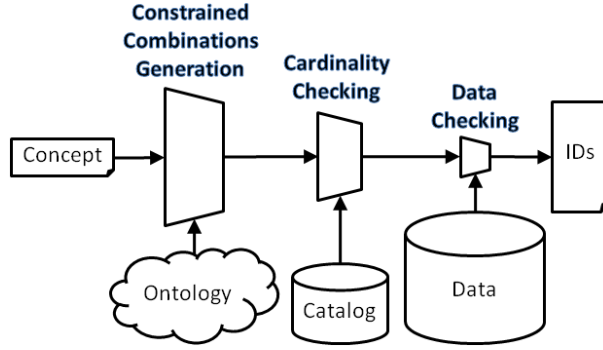 Constrained
Combinations
Generation
Cardinality
Checking
Data
Checking
Concept
IDs
Ontology
Catalog
Data